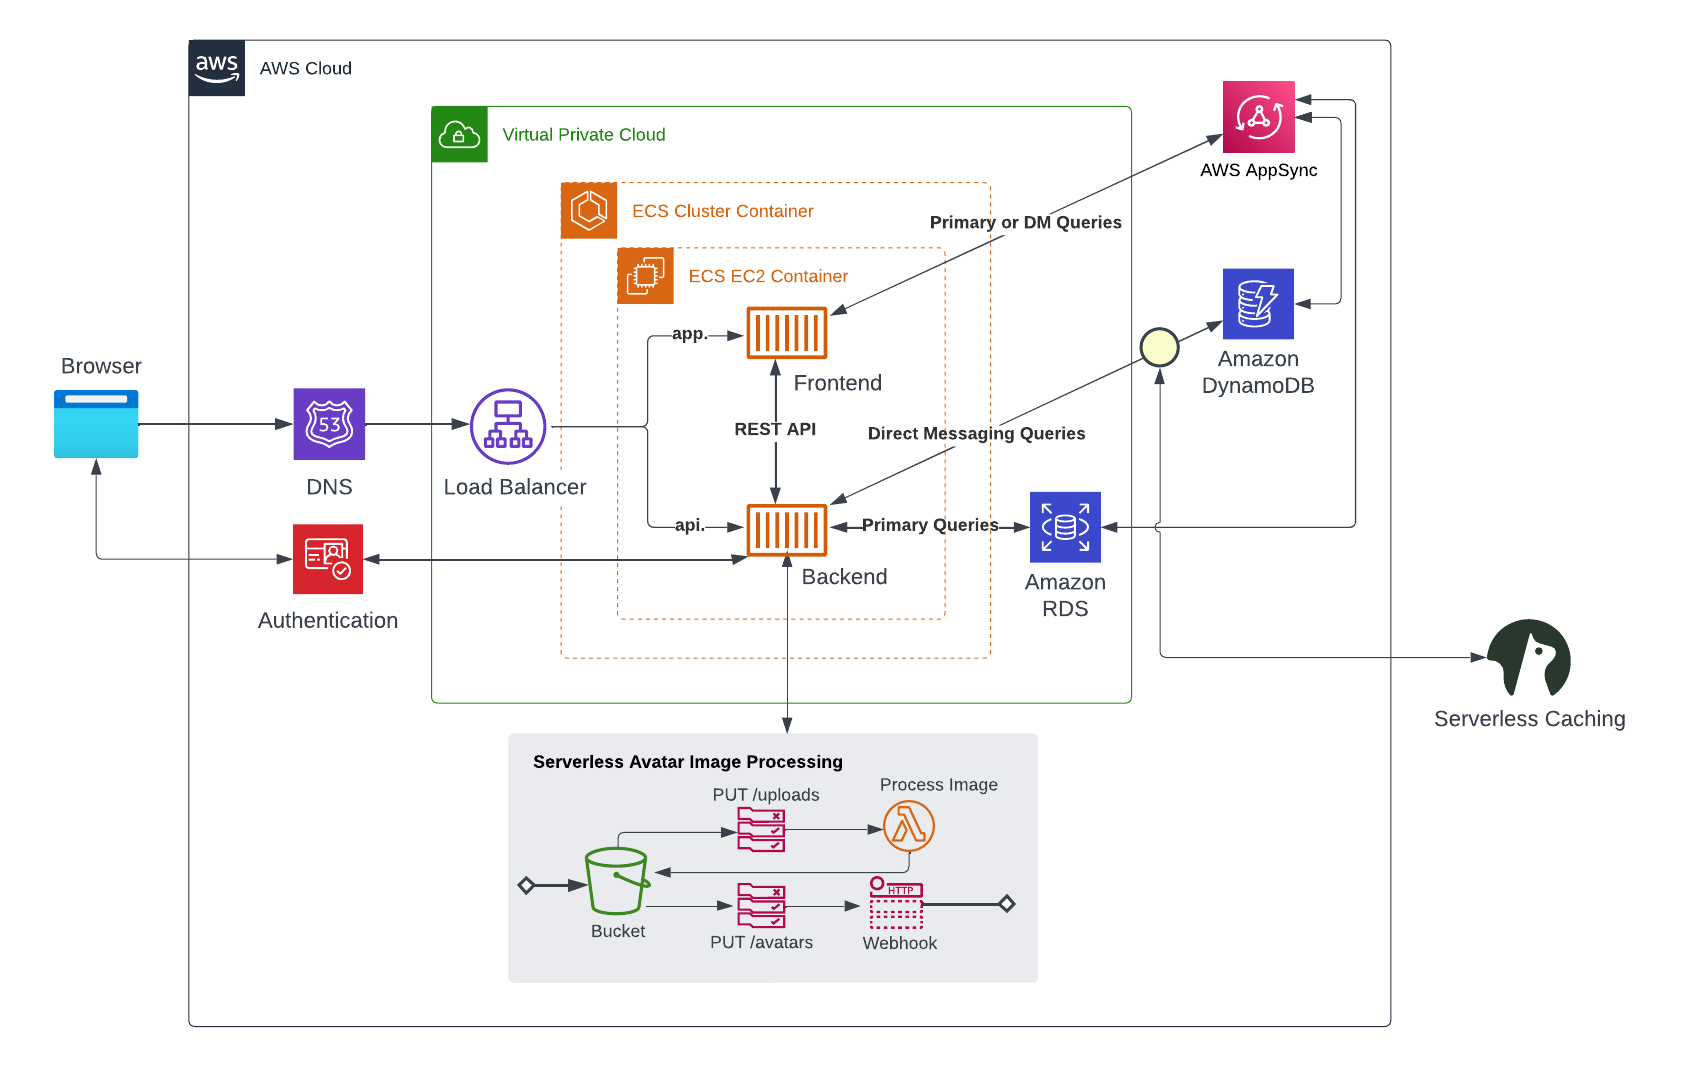 aws
AWS Cloud
Virtual Private Cloud
AWS AppSync
ECS Cluster Container
Primary or DM Queries
ECS EC2 Container
app.
Browser
Frontend
Amazon
DynamoDB
53
REST API
Direct Messaging Queries
DNS
Load Balancer
api.
Primary Queries
Backend
Amazon
RDS
Authentication
Serverless Caching
Serverless Avatar Image Processing
Process Image
PUT /uploads
HTTP
Bucket
PUT /avatars
Webhook